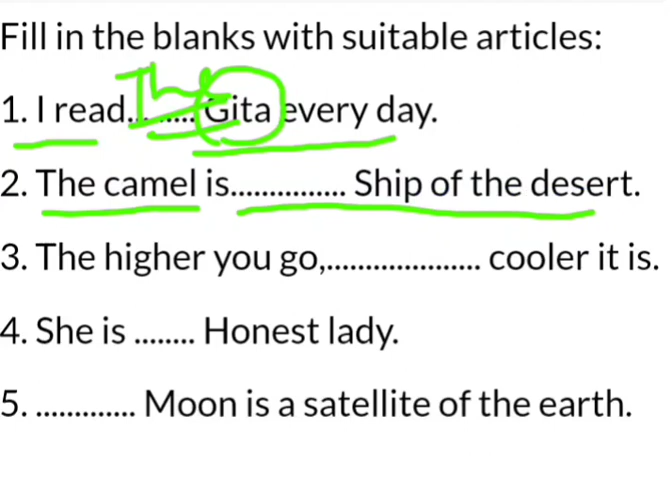 Fill in the blanks with suitable articles:
1. I read......The Gita every day.
2. The camel is............... Ship of the desert.
3. The higher you go,.................... cooler it is.
4. She is ........ Honest lady.
5. ............. Moon is a satellite of the earth.